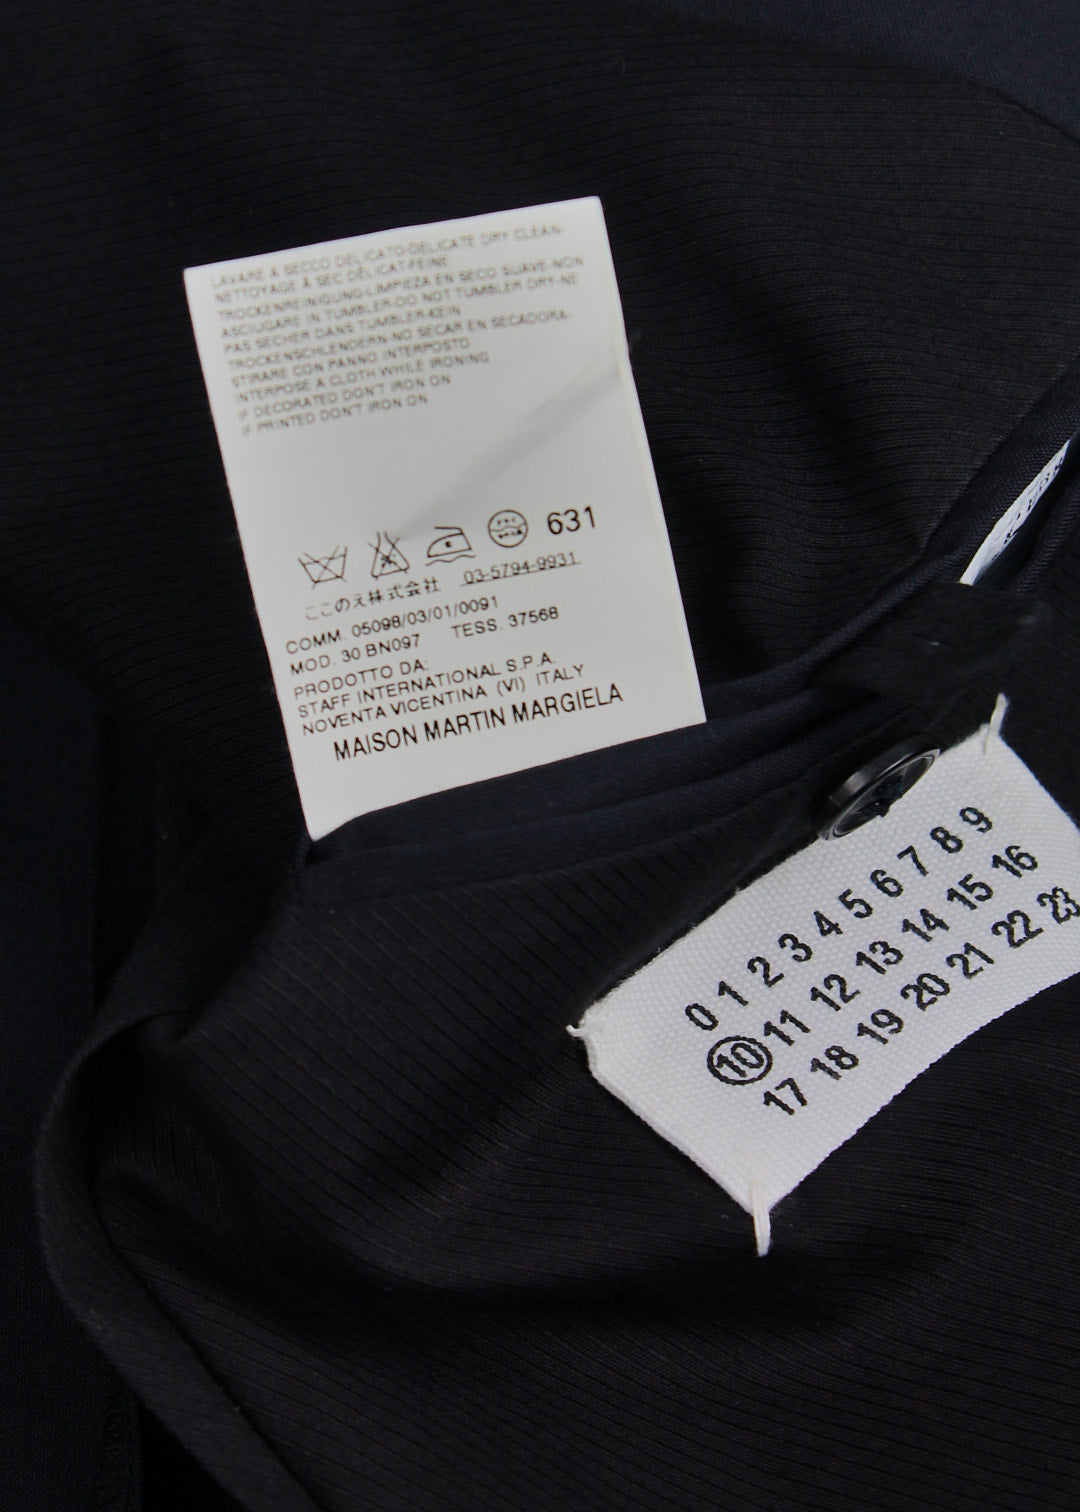 LAVARE A SECCO DELICATO-DELICATE DRY CLEAN-
NETTOYAGE À SEC DÉLICAT-FEINE
TROCKENREINIGUNG-LIMPIEZA EN SECO SUAVE-NON
ASCIUGARE IN TUMBLER-DO NOT TUMBLER DRY-NE
PAS SECHER DANS TUMBLER-KEIN
TROCKENSCHLENDERN-NO SECAR EN SECADORA-
STIRARE CON PANNO INTERPOSTO
INTERPOSE A CLOTH WHILE IRONING
IF DECORATED DON'T IRON ON
IF PRINTED DON'T IRON ON
631
ここのえ株式会社 03-5794-9931
COMM. 05098/03/01/0091
MOD. 30 BN097 TESS. 37568
PRODOTTO DA:
STAFF INTERNATIONAL S.P.A.
NOVENTA VICENTINA (VI) ITALY
MAISON MARTIN MARGIELA
0 1 2 3 4 5 6 7 8 9
10 11 12 13 14 15 16
17 18 19 20 21 22 23